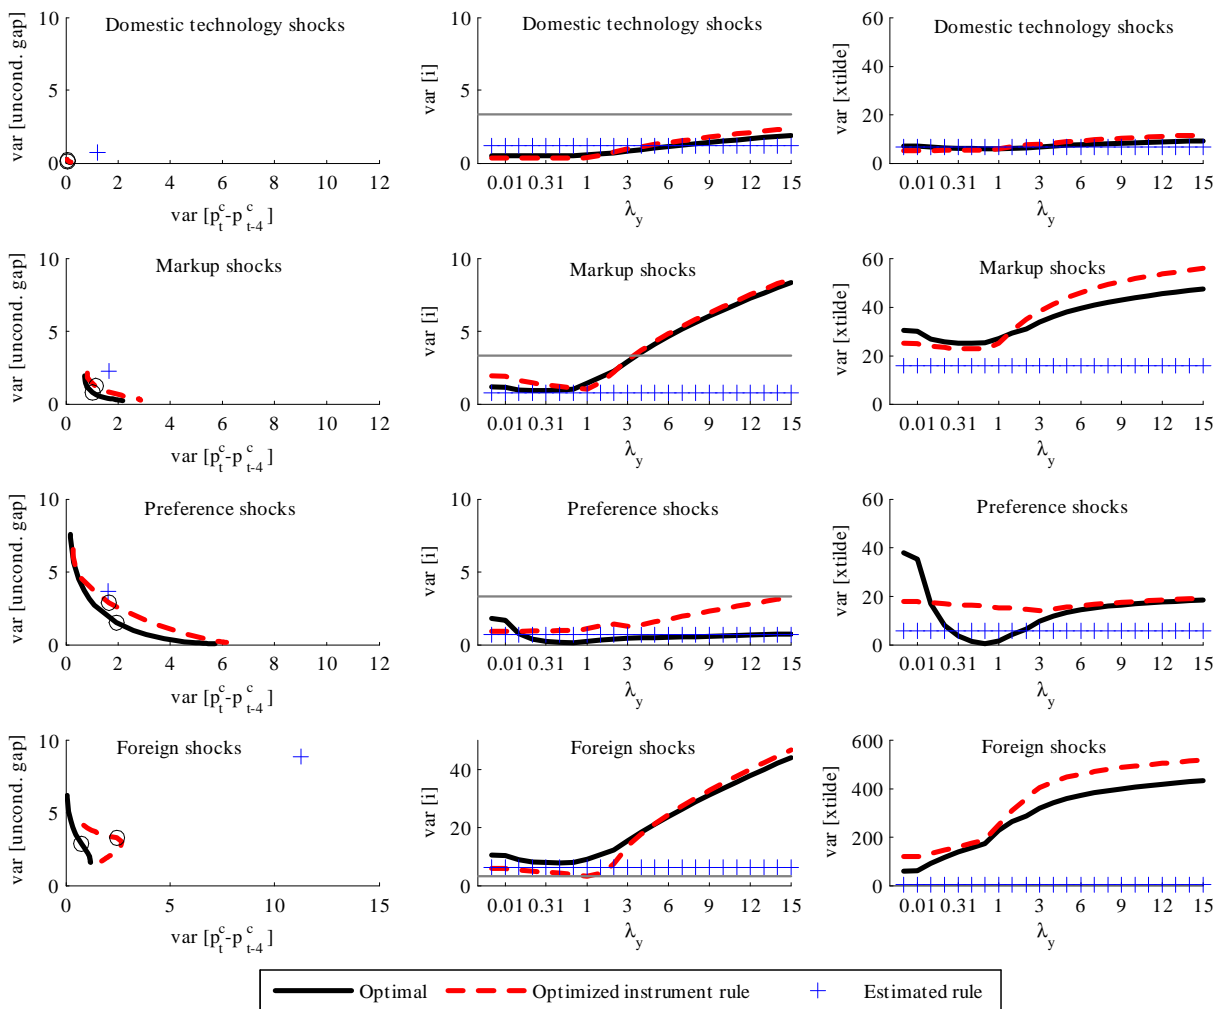 Domestic technology shocks
var [uncond. gap]
10
5
0
0 2 4 6 8 10 12
var [p_t^c-p_{t-4}^c]
Domestic technology shocks
var [i]
10
5
0
0.01 0.31 1 3 6 9 12 15
λ_y
Domestic technology shocks
var [xtilde]
60
40
20
0
0.01 0.31 1 3 6 9 12 15
λ_y
Markup shocks
var [uncond. gap]
10
5
0
0 2 4 6 8 10 12
var [p_t^c-p_{t-4}^c]
Markup shocks
var [i]
10
5
0
0.01 0.31 1 3 6 9 12 15
λ_y
Markup shocks
var [xtilde]
60
40
20
0
0.01 0.31 1 3 6 9 12 15
λ_y
Preference shocks
var [uncond. gap]
10
5
0
0 2 4 6 8 10 12
var [p_t^c-p_{t-4}^c]
Preference shocks
var [i]
10
5
0
0.01 0.31 1 3 6 9 12 15
λ_y
Preference shocks
var [xtilde]
60
40
20
0
0.01 0.31 1 3 6 9 12 15
λ_y
Foreign shocks
var [uncond. gap]
10
5
0
0 5 10 15
var [p_t^c-p_{t-4}^c]
Foreign shocks
var [i]
40
20
0
0.01 0.31 1 3 6 9 12 15
λ_y
Foreign shocks
var [xtilde]
600
400
200
0
0.01 0.31 1 3 6 9 12 15
λ_y
Optimal Optimized instrument rule Estimated rule